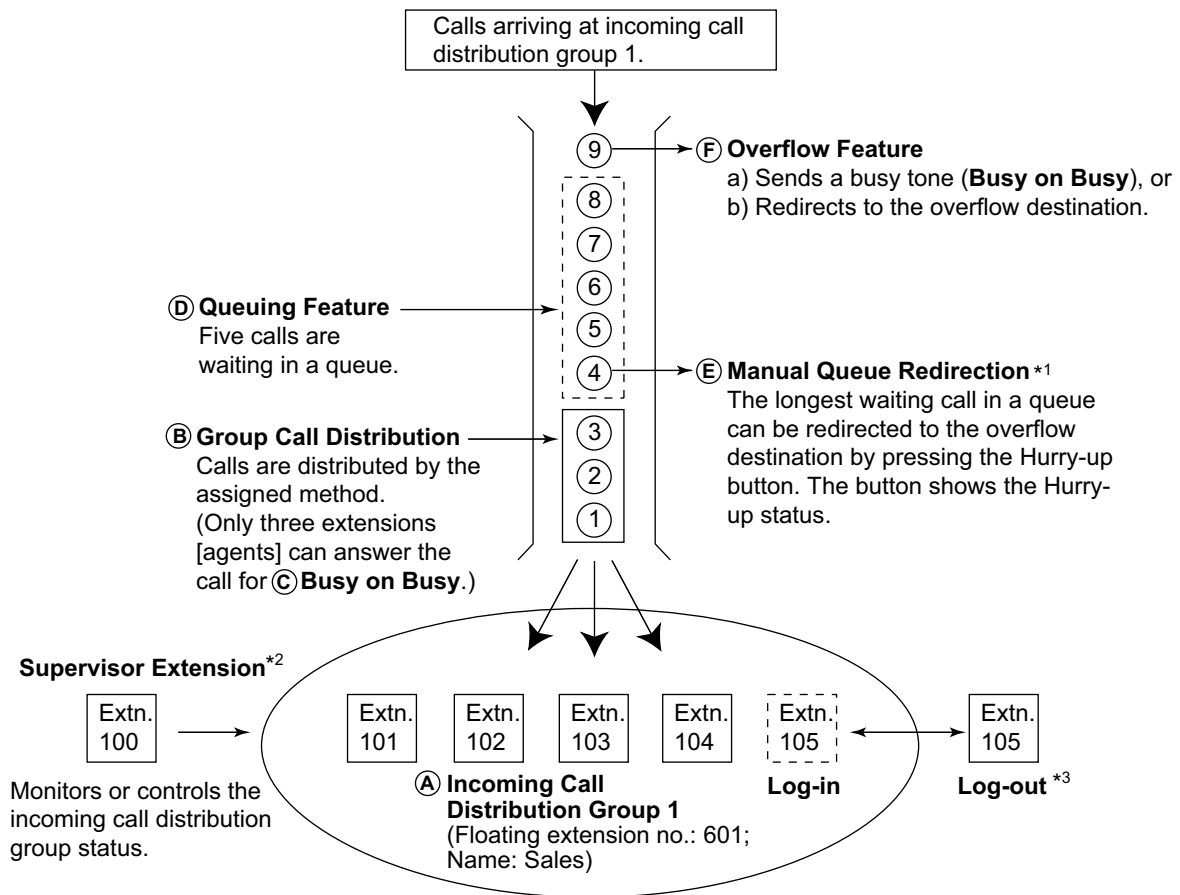 Calls arriving at incoming call
distribution group 1.
9
F Overflow Feature
a) Sends a busy tone (Busy on Busy), or
b) Redirects to the overflow destination.
8
7
6
5
4
D Queuing Feature
Five calls are
waiting in a queue.
E Manual Queue Redirection *1
The longest waiting call in a queue
can be redirected to the overflow
destination by pressing the Hurry-up
button. The button shows the Hurry-
up status.
B Group Call Distribution
Calls are distributed by the
assigned method.
(Only three extensions
[agents] can answer the
call for C Busy on Busy.)
3
2
1
Supervisor Extension*2
Extn.
100
Monitors or controls the
incoming call distribution
group status.
Extn.
101
Extn.
102
Extn.
103
Extn.
104
Extn.
105
Log-in
Extn.
105
Log-out *3
A Incoming Call
Distribution Group 1
(Floating extension no.: 601;
Name: Sales)